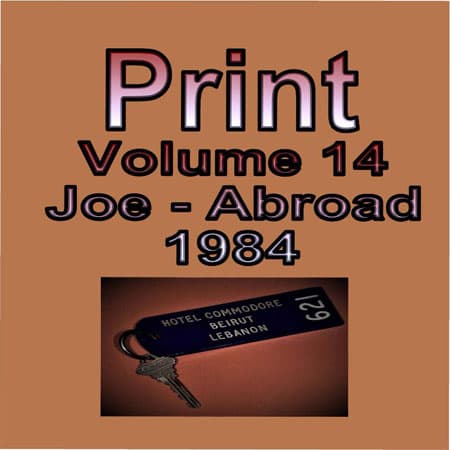 Print
Volume 14
Joe - Abroad
1984
HOTEL COMMODORE
BEIRUT
LEBANON
621